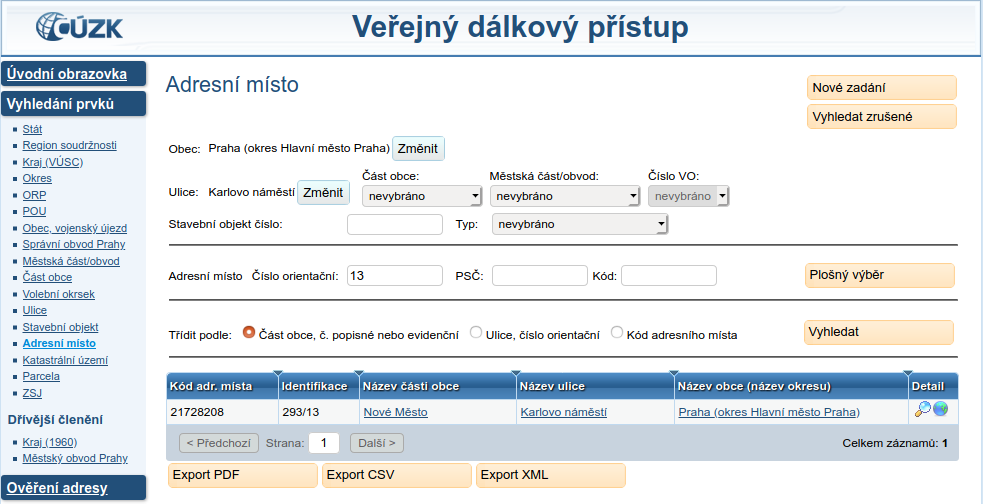 ČÚZK
Veřejný dálkový přístup
Úvodní obrazovka
Vyhledání prvků
Stát
Region soudržnosti
Kraj (VÚSC)
Okres
ORP
POU
Obec, vojenský újezd
Správní obvod Prahy
Městská část/obvod
Část obce
Volební okrsek
Ulice
Stavební objekt
Adresní místo
Katastrální území
Parcela
ZSJ
Dřívější členění
Kraj (1960)
Městský obvod Prahy
Ověření adresy
Adresní místo
Nové zadání
Vyhledat zrušené
Obec: Praha (okres Hlavní město Praha) Změnit
Část obce: Městská část/obvod: Číslo VO:
Ulice: Karlovo náměstí Změnit nevybráno nevybráno nevybráno
Stavební objekt číslo: Typ: nevybráno
Adresní místo Číslo orientační: 13 PSČ: Kód: Plošný výběr
Třídit podle: Část obce, č. popisné nebo evidenční Ulice, číslo orientační Kód adresního místa Vyhledat
Kód adr. místa Identifikace Název části obce Název ulice Název obce (název okresu) Detail
21728208 293/13 Nové Město Karlovo náměstí Praha (okres Hlavní město Praha)
< Předchozí Strana: 1 Další > Celkem záznamů: 1
Export PDF Export CSV Export XML